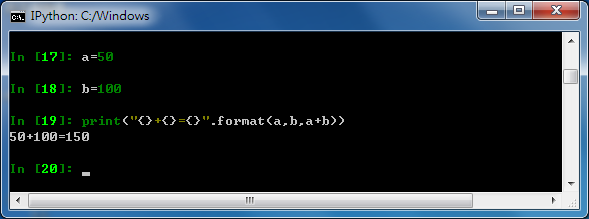 IPython: C:/Windows
In [17]: a=50
In [18]: b=100
In [19]: print("{}+{}={}".format(a,b,a+b))
50+100=150
In [20]: